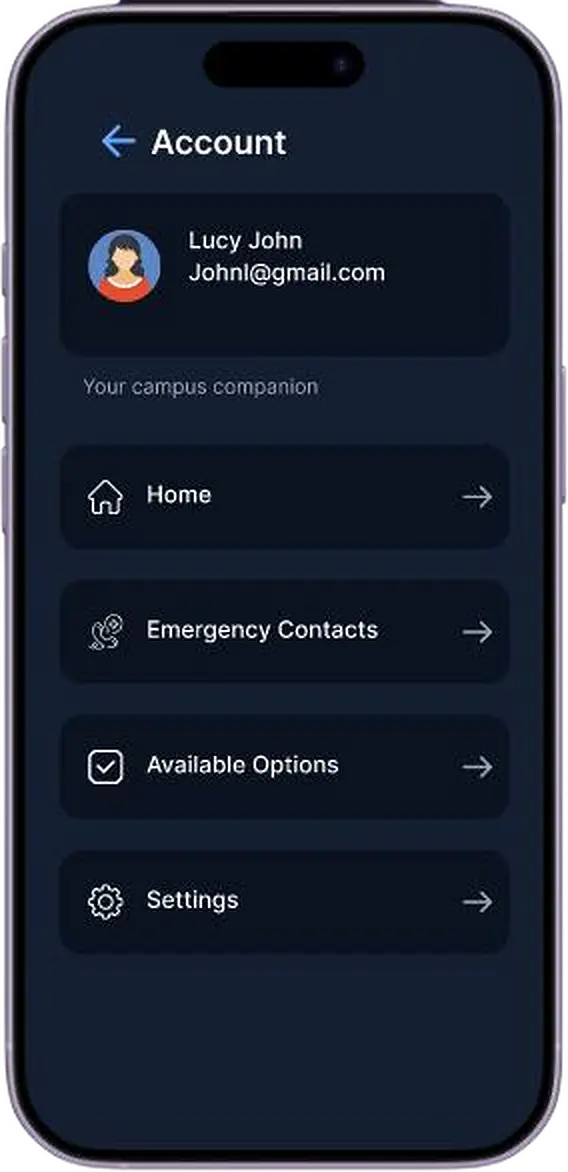 Account
Lucy John
Johnl@gmail.com
Your campus companion
Home
Emergency Contacts
Available Options
Settings